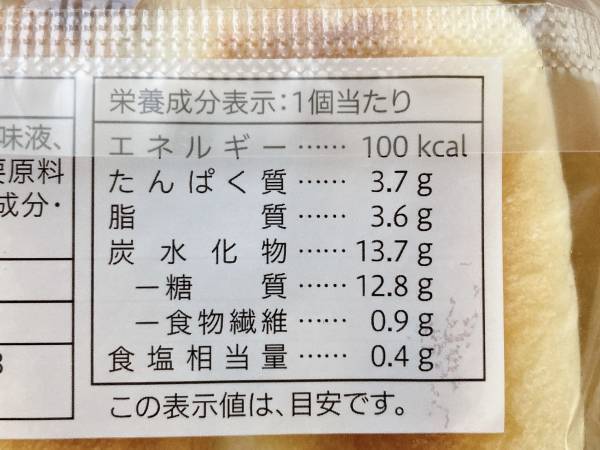 味液、
要原料
成分・
栄養成分表示:1個当たり
エネルギー …… 100 kcal
たんぱく質 …… 3.7 g
脂質 …… 3.6 g
炭水化物 …… 13.7 g
－糖質 …… 12.8 g
－食物繊維 …… 0.9 g
食塩相当量 …… 0.4 g
この表示値は、目安です。